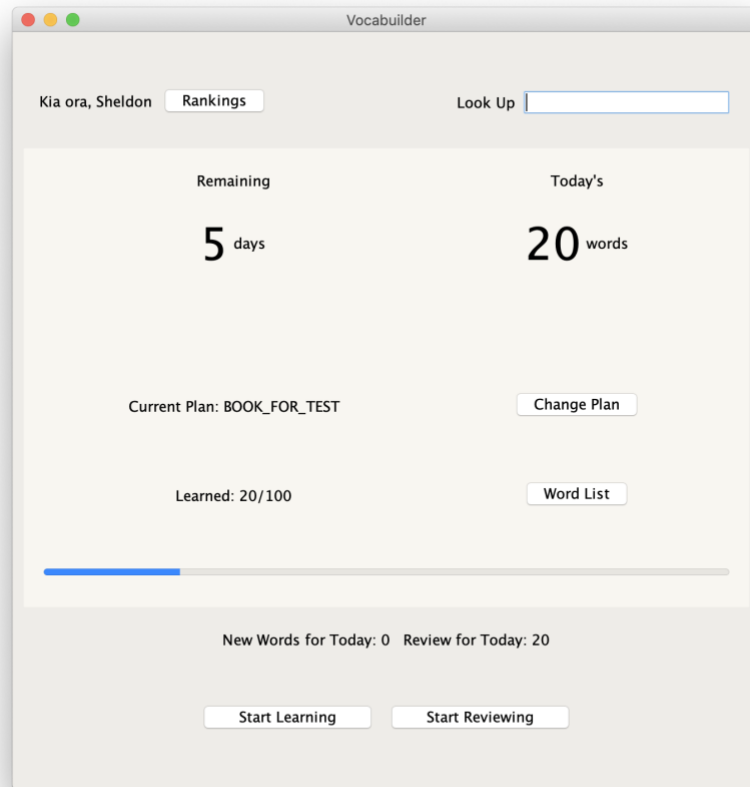 Vocabuilder
Kia ora, Sheldon Rankings Look Up
Remaining Today's
5 days 20 words
Current Plan: BOOK_FOR_TEST Change Plan
Learned: 20/100 Word List
New Words for Today: 0 Review for Today: 20
Start Learning Start Reviewing